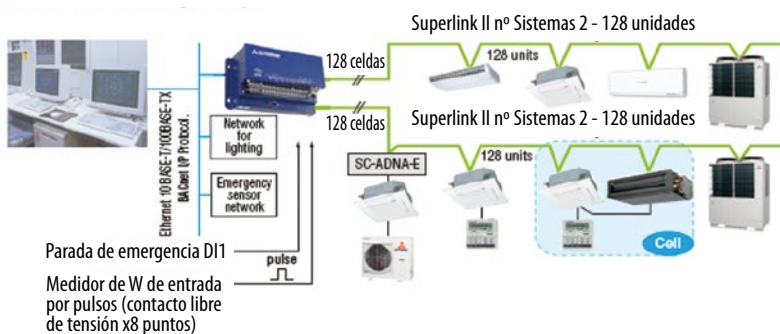 Superlink II nº Sistemas 2 - 128 unidades
128 celdas
128 units
128 celdas
Superlink II nº Sistemas 2 - 128 unidades
Ethernet 10 BASE-T/100BASE-TX
BACnet I/P Protocol.
Network
for
lighting
SC-ADNA-E
128 units
Emergency
sensor
network
Cell
Parada de emergencia DI1
pulse
Medidor de W de entrada
por pulsos (contacto libre
de tensión x8 puntos)